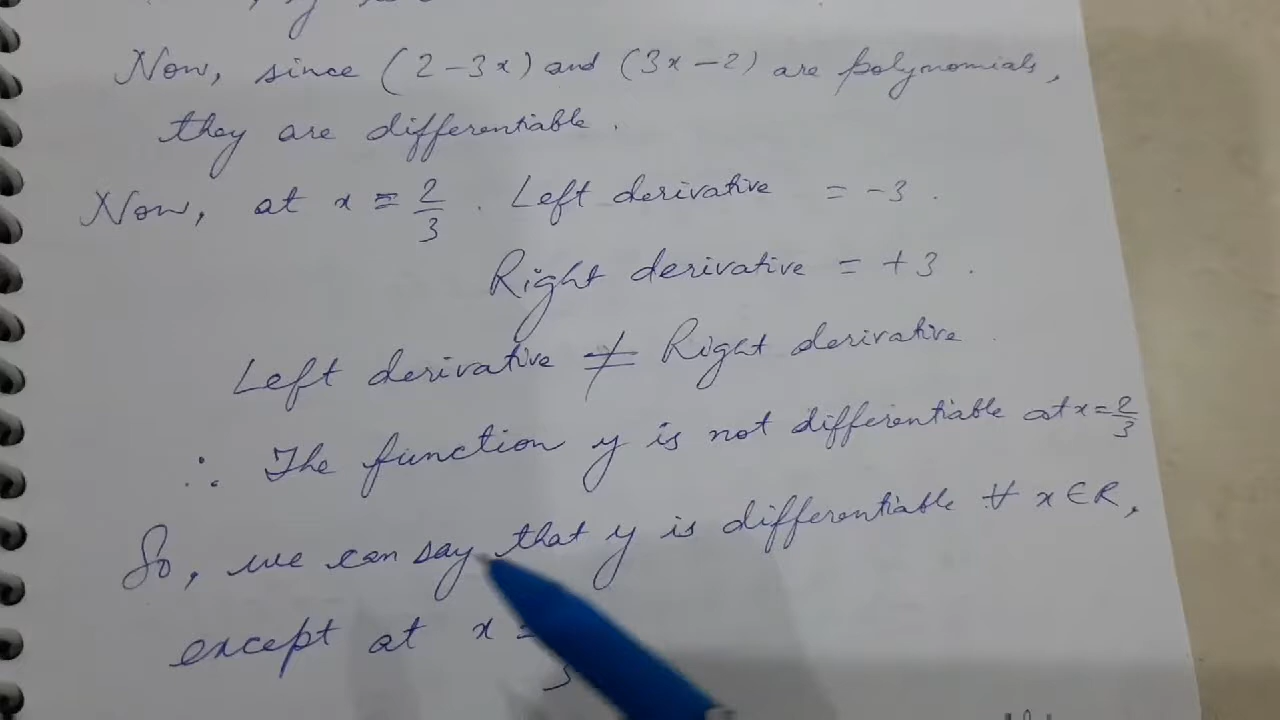 Now, since (2-3x) and (3x-2) are polynomials,
they are differentiable.
Now, at x = 2/3. Left derivative = -3.
Right derivative = +3.
Left derivative ≠ Right derivative.
∴ The function y is not differentiable at x = 2/3
So, we can say that y is differentiable ∀ x ∈ R,
except at x =